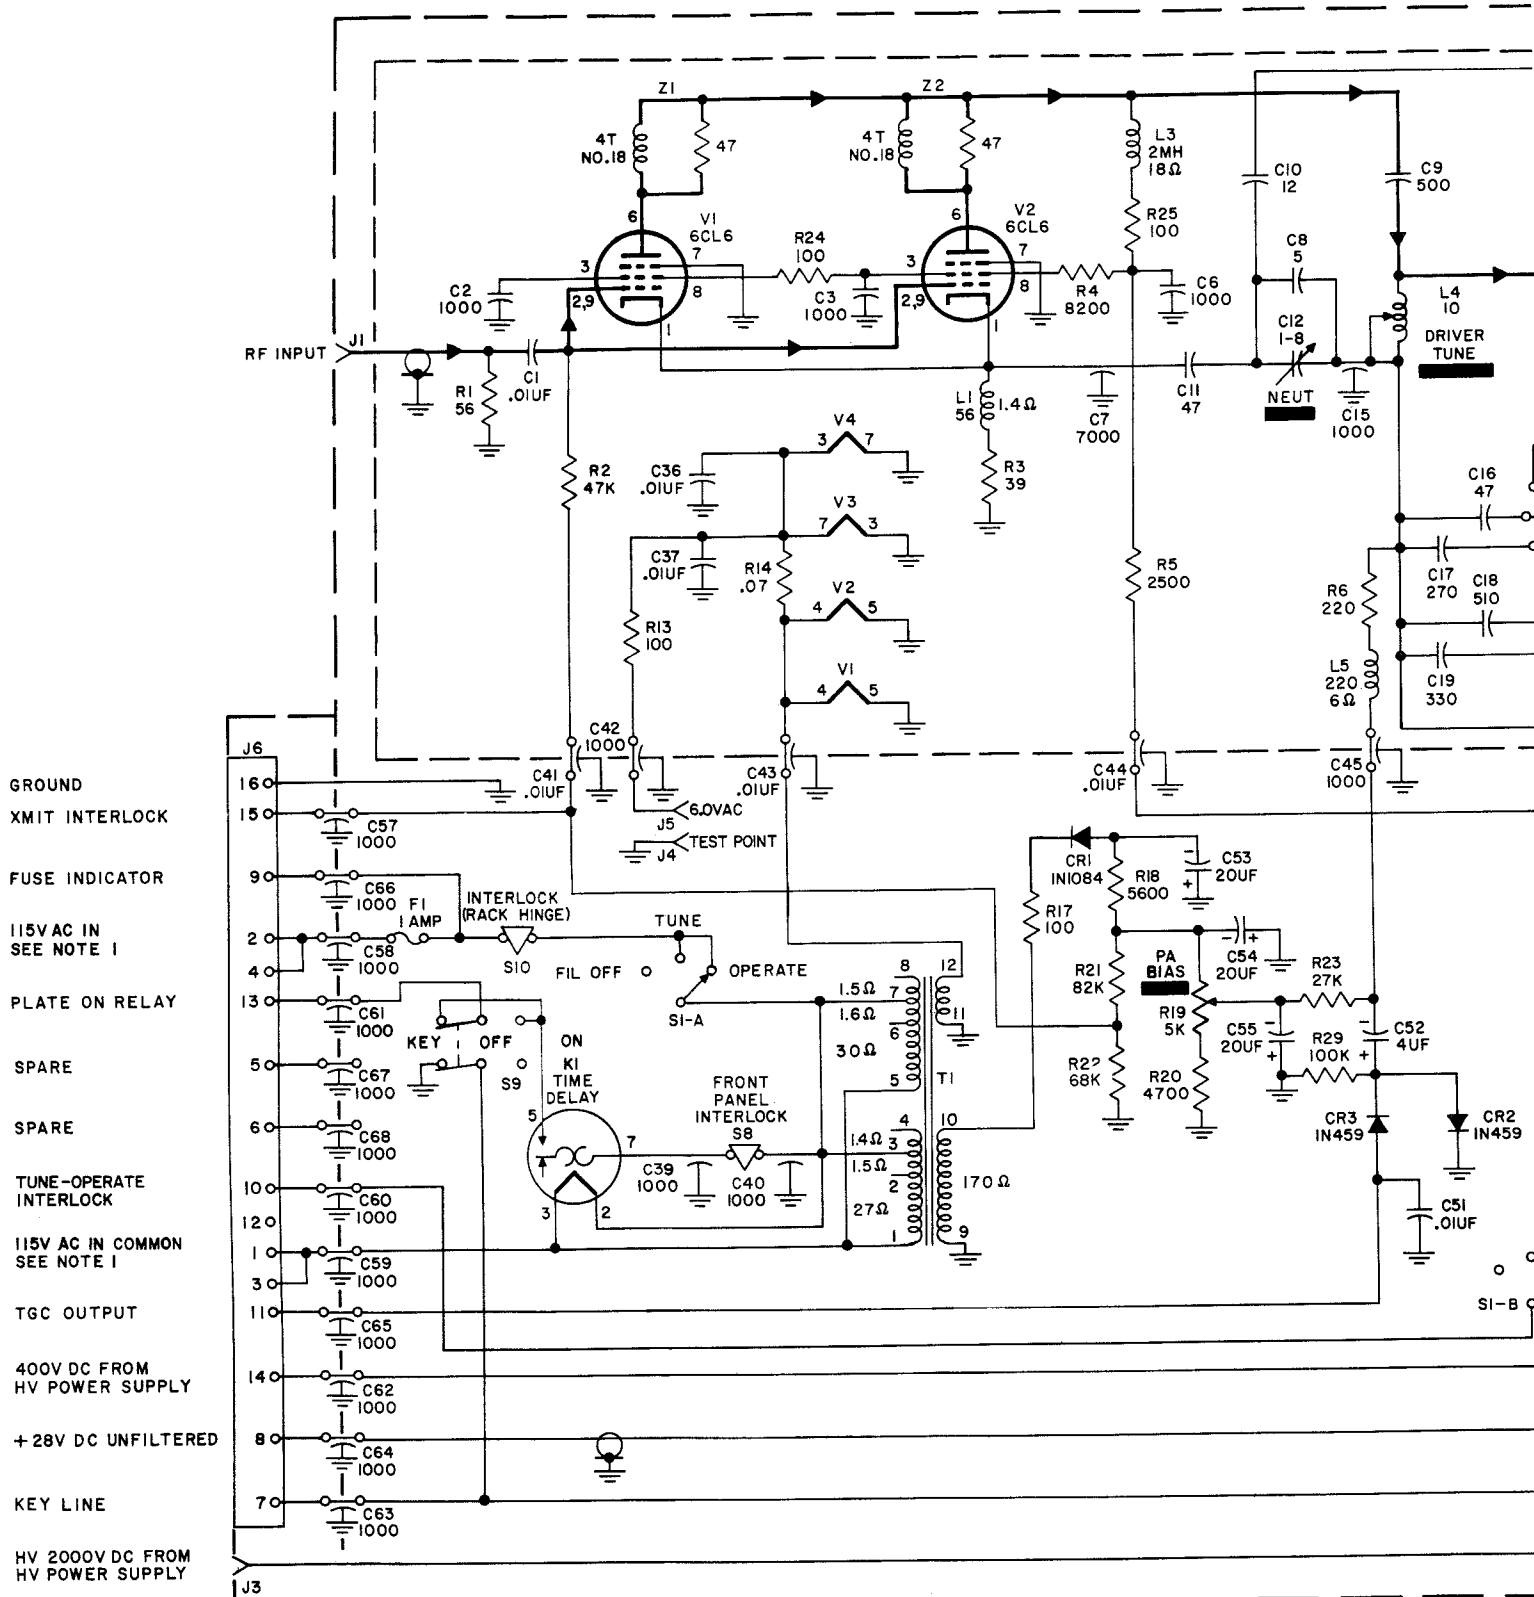 Z1
Z2
4T
NO.18
47
4T
NO.18
47
L3
2MH
18Ω
C10
12
C9
500
6
V1
6CL6
7
3
8
2,9
1
R24
100
6
V2
6CL6
7
3
8
2,9
1
R25
100
C8
5
C2
1000
C3
1000
R4
8200
C6
1000
L4
10
C12
1-8
DRIVER
TUNE
J1
RF INPUT
R1
56
C1
.01UF
L1
56
1.4Ω
C7
7000
C11
47
NEUT
C15
1000
R2
47K
C36
.01UF
3
V4
7
R3
39
C16
47
C37
.01UF
7
V3
3
R14
.07
R5
2500
C17
270
C18
510
R6
220
4
V2
5
R13
100
L5
220
6Ω
C19
330
4
V1
5
J6
C42
1000
C41
.01UF
C43
.01UF
C44
.01UF
C45
1000
GROUND
16
XMIT INTERLOCK
15
C57
1000
6.0VAC
J5
TEST POINT
J4
FUSE INDICATOR
9
C66
1000
CR1
1N1084
R18
5600
C53
20UF
-
+
F1
1 AMP
INTERLOCK
(RACK HINGE)
TUNE
R17
100
115V AC IN
SEE NOTE 1
2
4
C58
1000
S10
FIL OFF
OPERATE
8
12
R21
82K
PA
BIAS
C54
20UF
-
+
R23
27K
PLATE ON RELAY
13
C61
1000
S1-A
1.5Ω
7
1.6Ω
6
11
R19
5K
KEY
OFF
ON
30Ω
C55
20UF
-
+
R29
100K
C52
4UF
-
+
SPARE
5
C67
1000
S9
K1
TIME
DELAY
5
5
T1
R22
68K
R20
4700
FRONT
PANEL
INTERLOCK
S8
SPARE
6
C68
1000
7
4
10
CR3
1N459
CR2
1N459
1.4Ω
3
C39
1000
C40
1000
1.5Ω
2
170Ω
TUNE-OPERATE
INTERLOCK
10
C60
1000
12
3
2
27Ω
1
9
C51
.01UF
115V AC IN COMMON
SEE NOTE 1
1
3
C59
1000
TGC OUTPUT
11
C65
1000
S1-B
400V DC FROM
HV POWER SUPPLY
14
C62
1000
+28V DC UNFILTERED
8
C64
1000
KEY LINE
7
C63
1000
HV 2000V DC FROM
HV POWER SUPPLY
J3